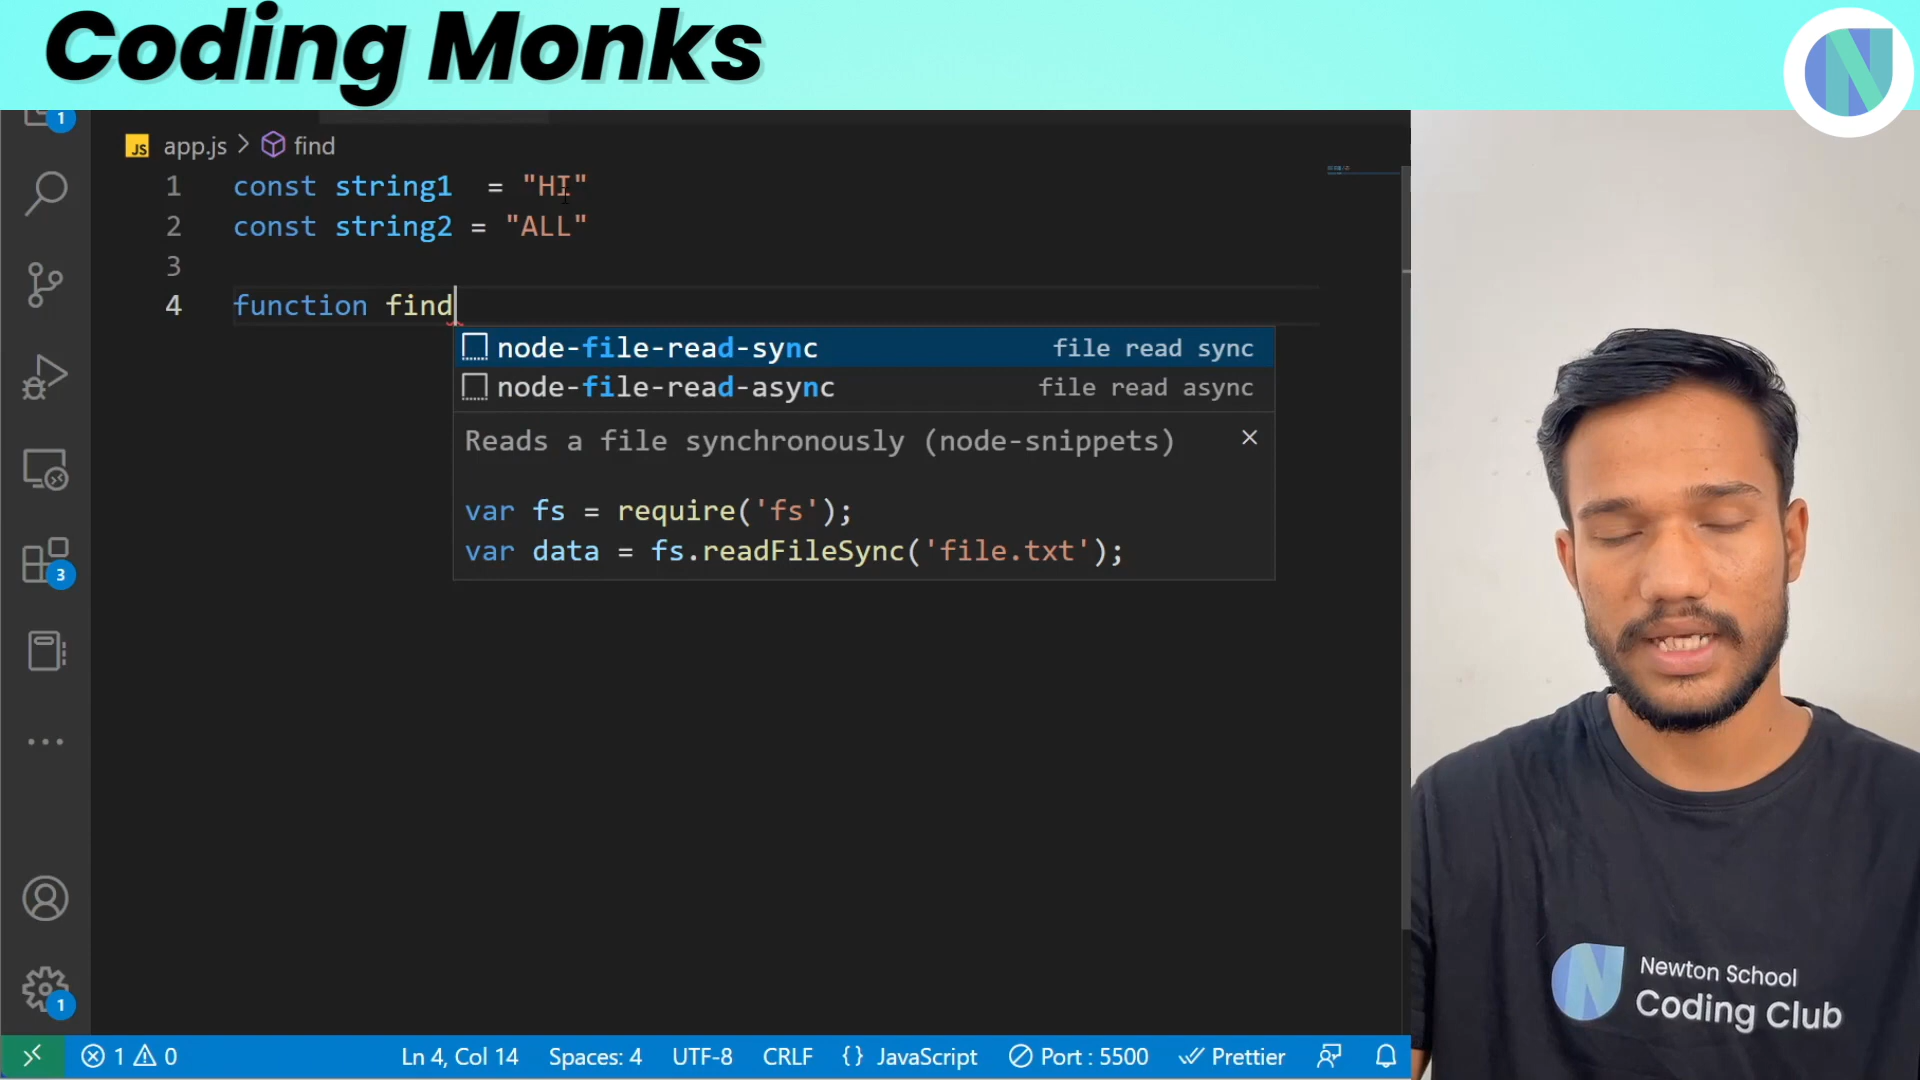 Coding Monks
1
JS app.js > find
1 const string1  = "HI"
2 const string2 = "ALL"
3
4 function find
node-file-read-sync file read sync
node-file-read-async file read async
Reads a file synchronously (node-snippets) ×
var fs = require('fs');
var data = fs.readFileSync('file.txt');
3
1
1 0 Ln 4, Col 14 Spaces: 4 UTF-8 CRLF {} JavaScript Port : 5500 Prettier
N
Newton School
Coding Club